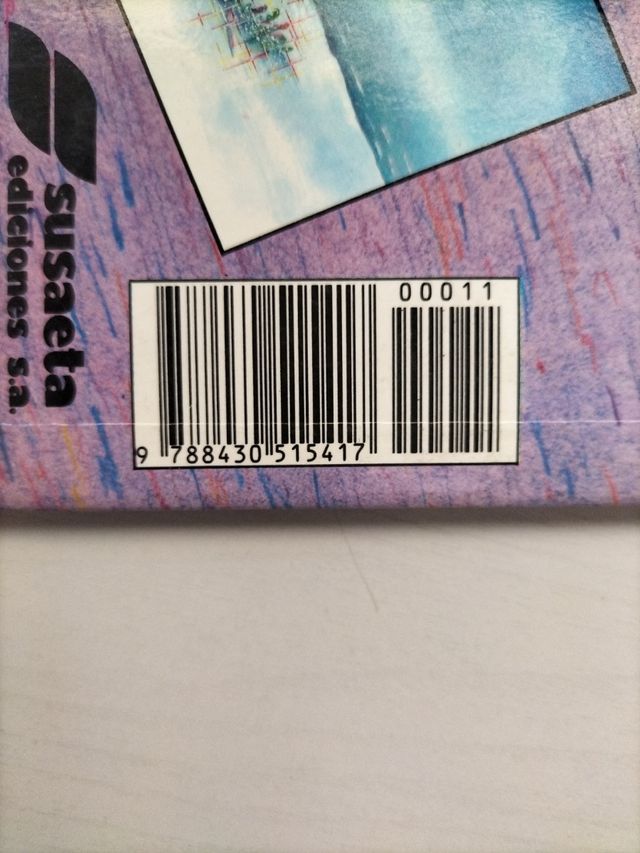 susaeta
ediciones s.a.
00011
9 788430 515417